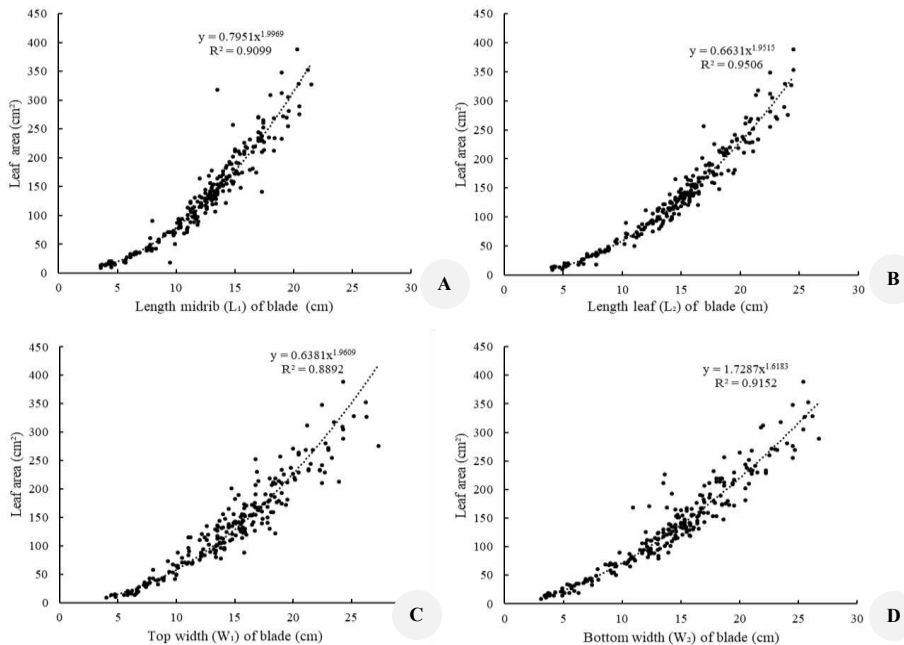 450
400
350
300
250
200
150
100
50
0
Leaf area (cm²)
y = 0.7951x^1.9969
R² = 0.9099
0 5 10 15 20 25 30
Length midrib (L₁) of blade (cm)
A
450
400
350
300
250
200
150
100
50
0
Leaf area (cm²)
y = 0.6631x^1.9515
R² = 0.9506
0 5 10 15 20 25 30
Length leaf (L₂) of blade (cm)
B
450
400
350
300
250
200
150
100
50
0
Leaf area (cm²)
y = 0.6381x^1.9609
R² = 0.8892
0 5 10 15 20 25 30
Top width (W₁) of blade (cm)
C
450
400
350
300
250
200
150
100
50
0
Leaf area (cm²)
y = 1.7287x^1.6183
R² = 0.9152
0 5 10 15 20 25 30
Bottom width (W₂) of blade (cm)
D